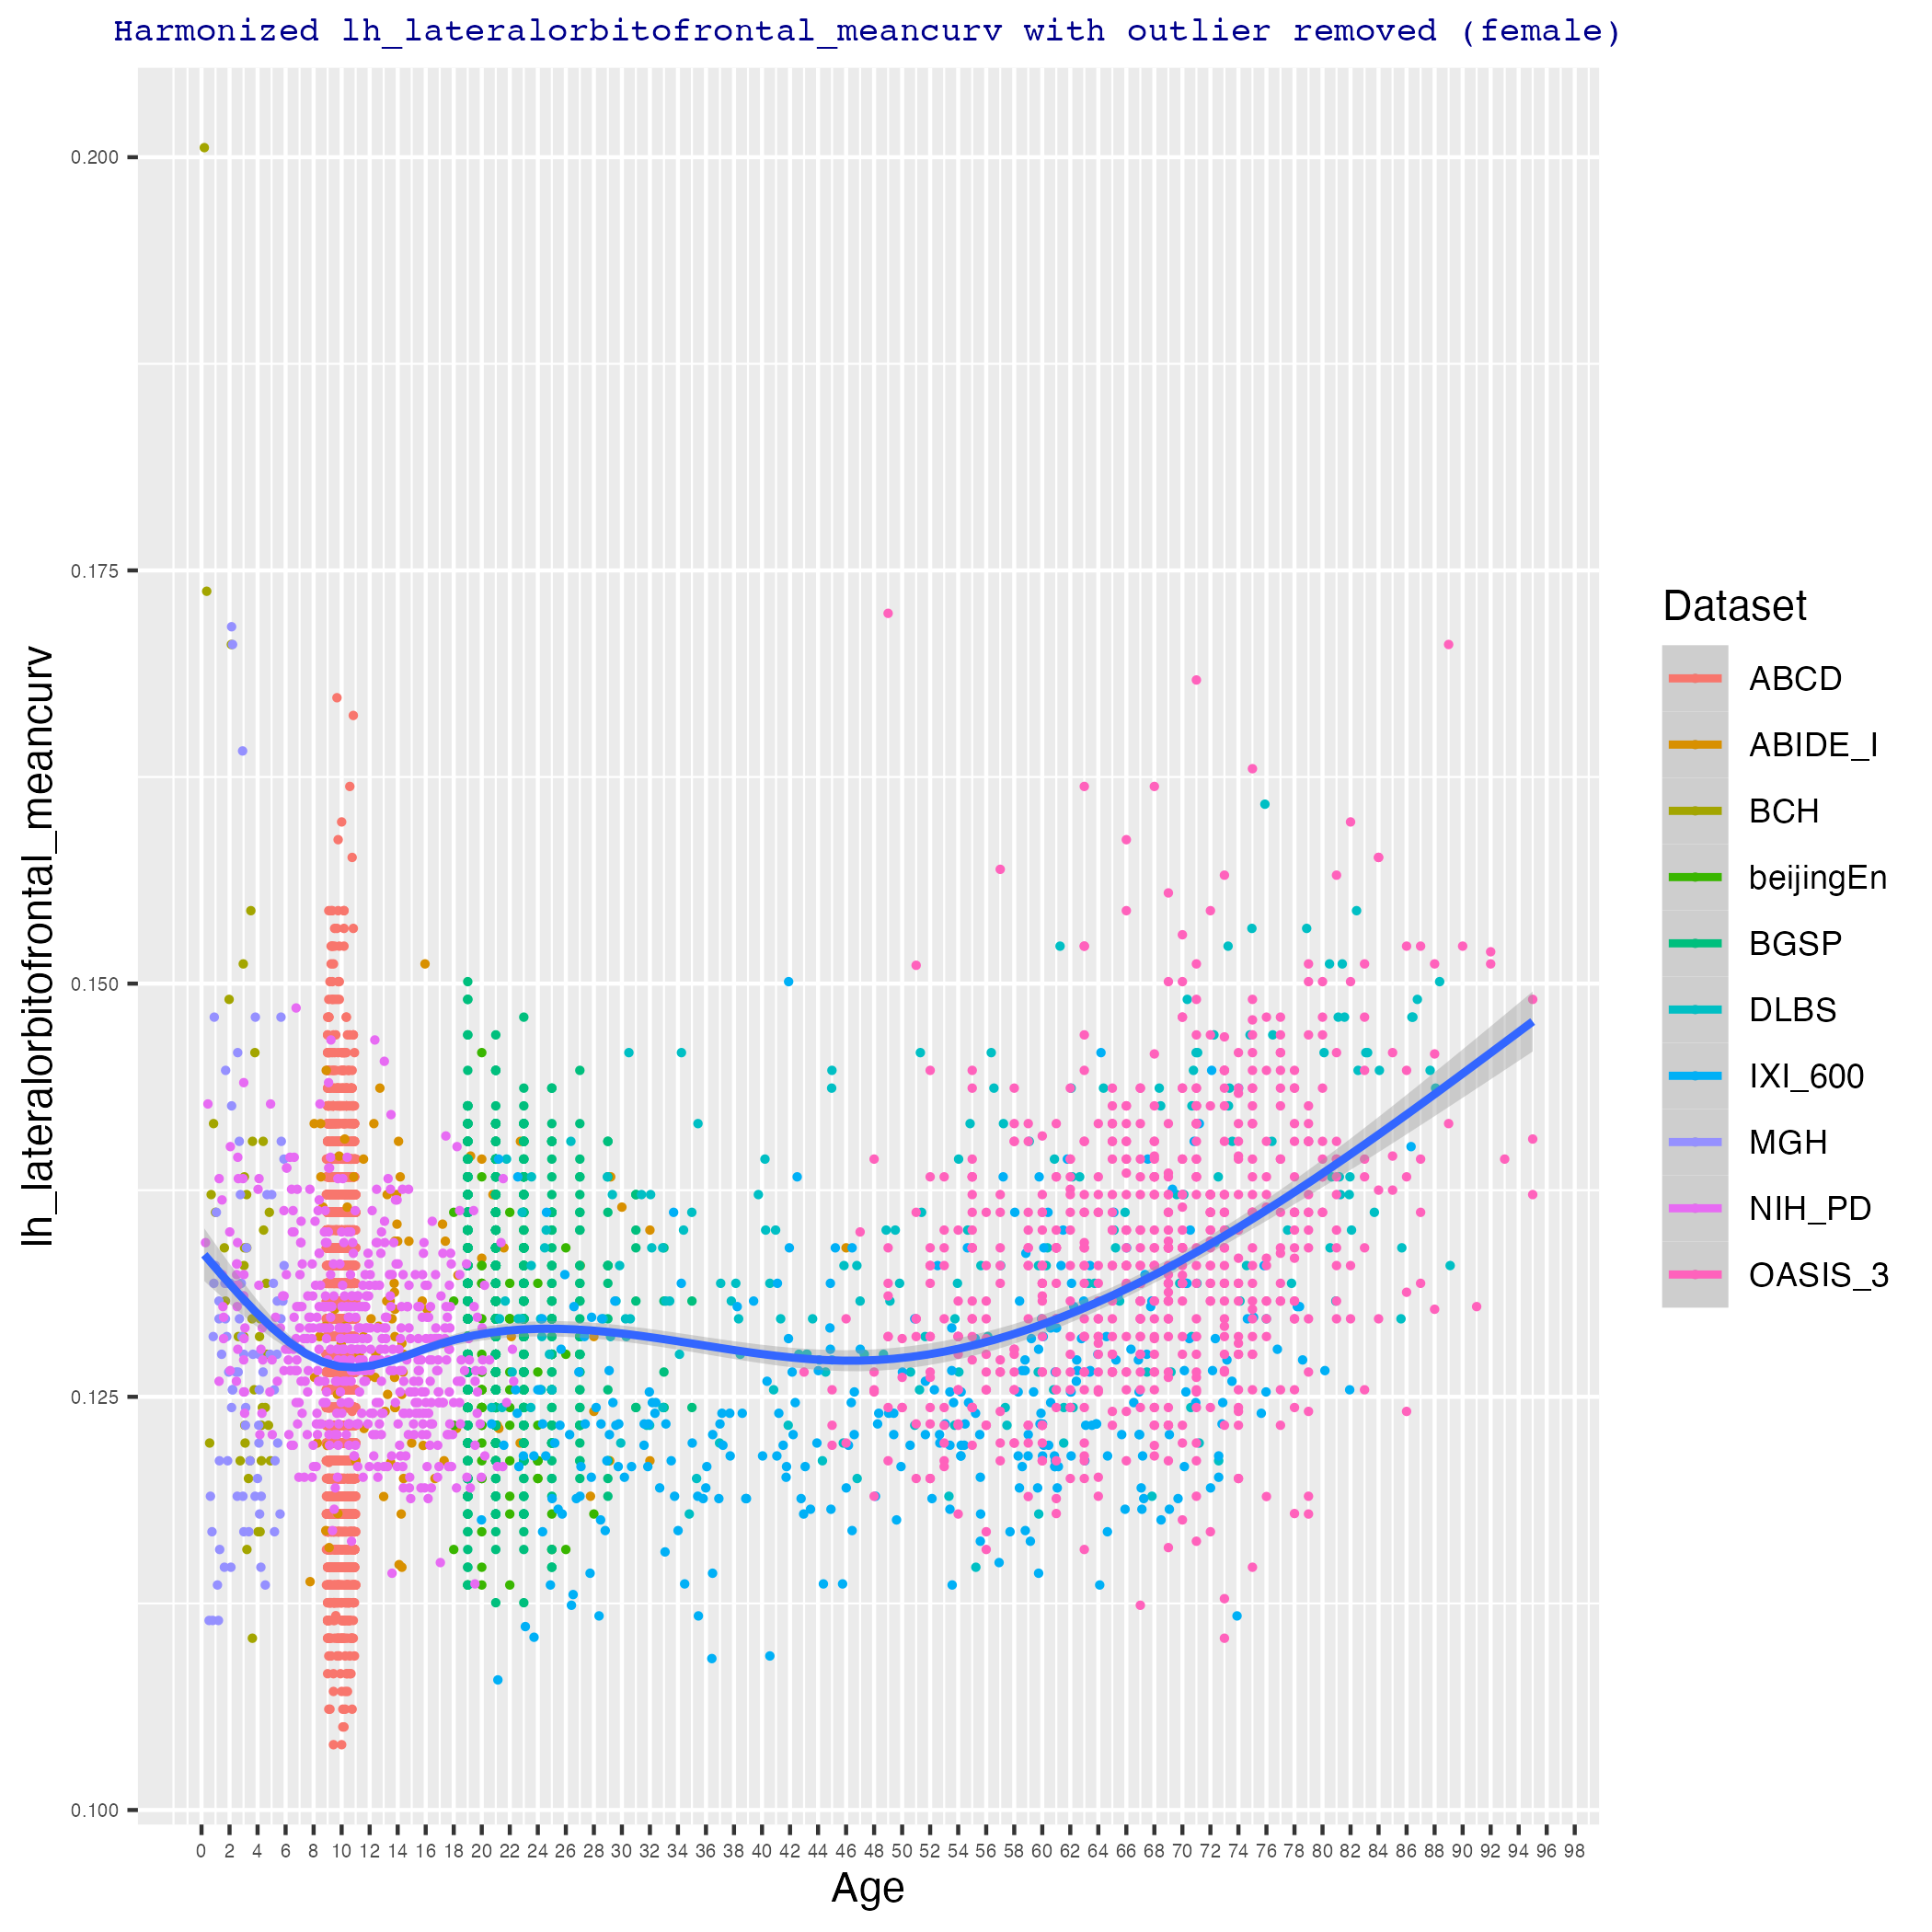 Harmonized lh_lateralorbitofrontal_meancurv with outlier removed (female)
lh_lateralorbitofrontal_meancurv
0.200
0.175
0.150
0.125
0.100
0 2 4 6 8 10 12 14 16 18 20 22 24 26 28 30 32 34 36 38 40 42 44 46 48 50 52 54 56 58 60 62 64 66 68 70 72 74 76 78 80 82 84 86 88 90 92 94 96 98
Age
Dataset
ABCD
ABIDE_I
BCH
beijingEn
BGSP
DLBS
IXI_600
MGH
NIH_PD
OASIS_3